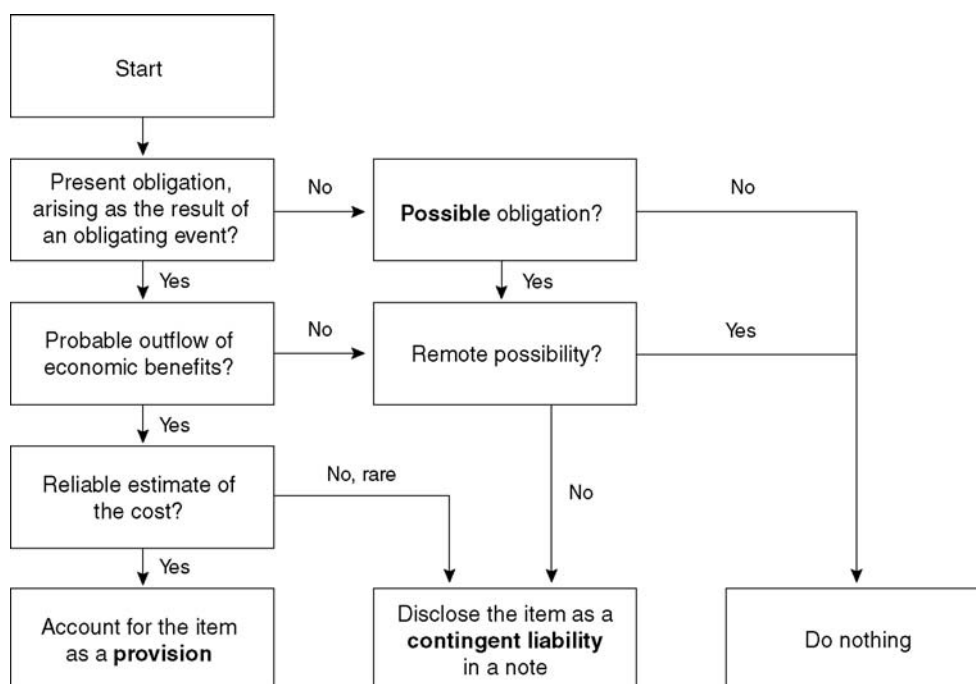 Start
Present obligation,
arising as the result of
an obligating event?
No
Possible obligation?
No
Yes
Yes
Probable outflow of
economic benefits?
No
Remote possibility?
Yes
Yes
Reliable estimate of
the cost?
No, rare
No
Yes
Account for the item
as a provision
Disclose the item as a
contingent liability
in a note
Do nothing